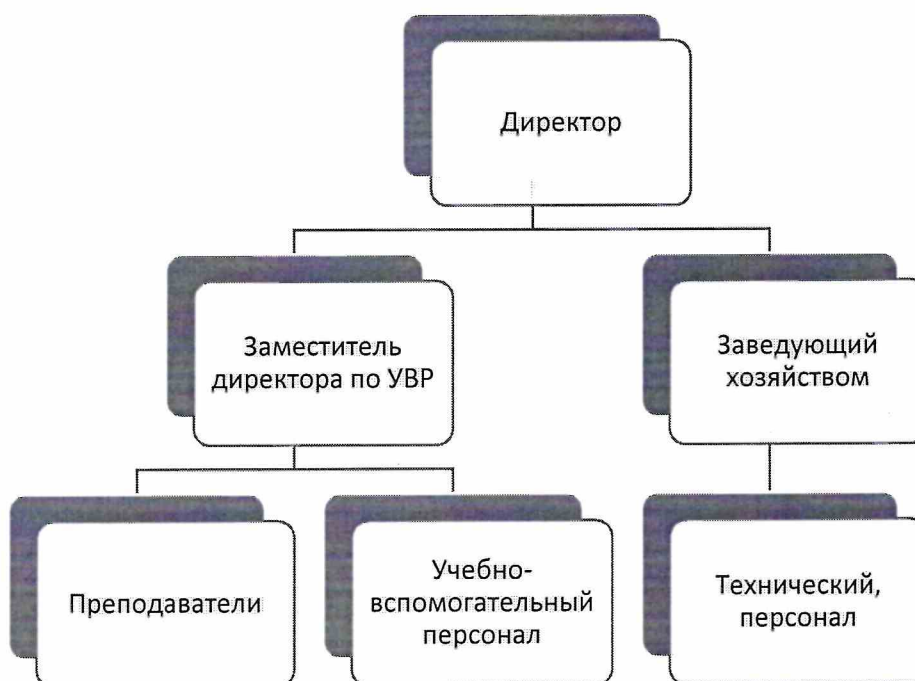 Директор
Заместитель
директора по УВР
Заведующий
хозяйством
Преподаватели
Учебно-
вспомогательный
персонал
Технический,
персонал